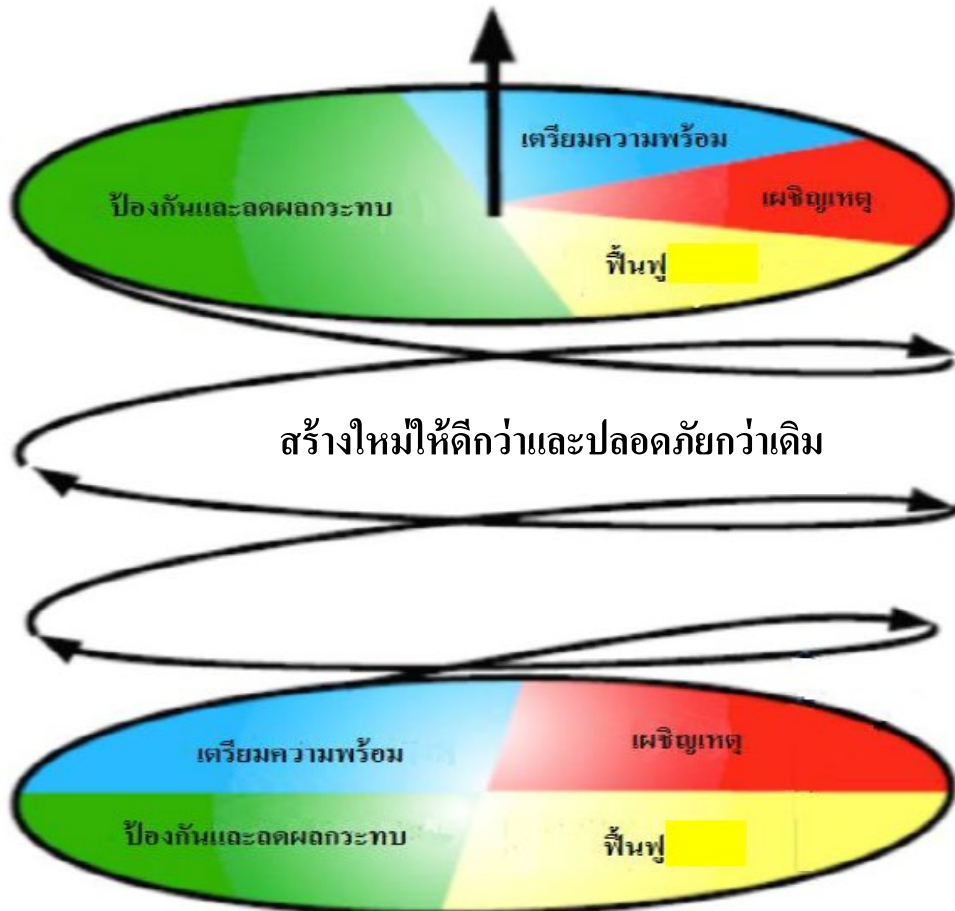 เตรียมความพร้อม
ป้องกันและลดผลกระทบ
เผชิญเหตุ
ฟื้นฟู
สร้างใหม่ให้ดีกว่าและปลอดภัยกว่าเดิม
เตรียมความพร้อม
เผชิญเหตุ
ป้องกันและลดผลกระทบ
ฟื้นฟู